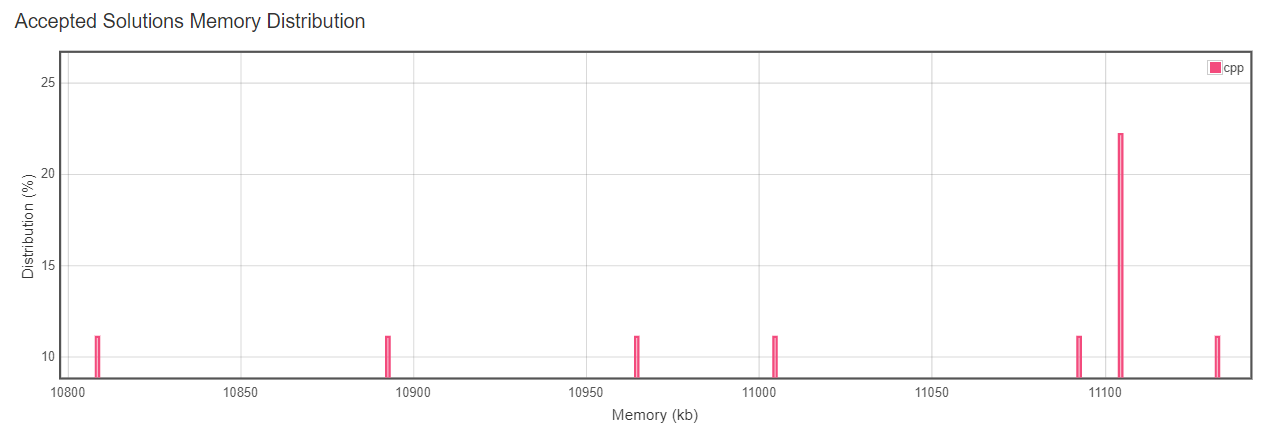 Accepted Solutions Memory Distribution
cpp
25
20
15
10
Distribution (%)
10800 10850 10900 10950 11000 11050 11100
Memory (kb)